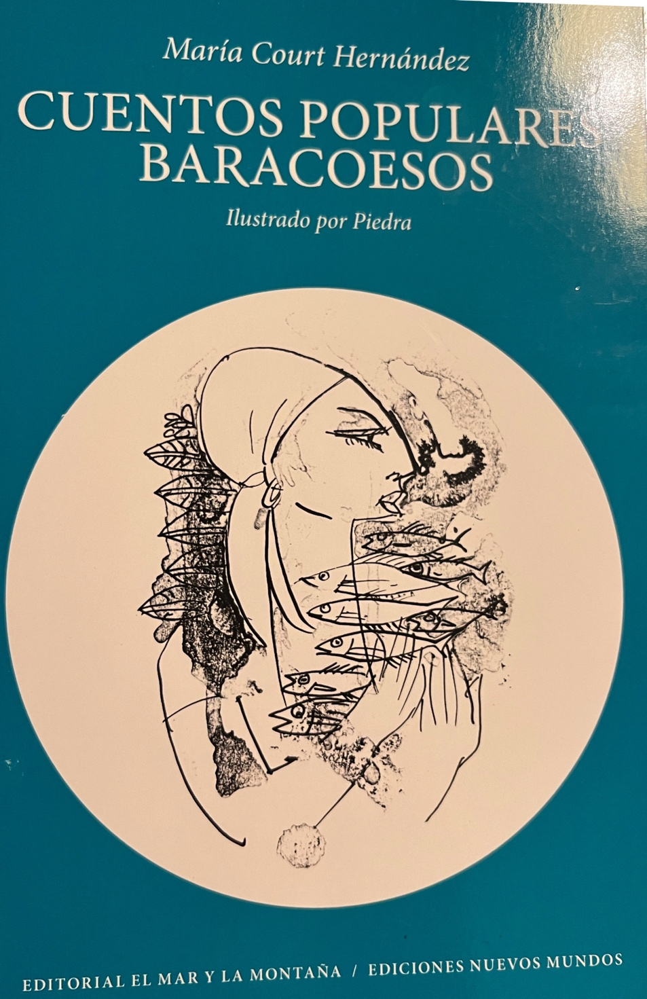 María Court Hernández
CUENTOS POPULARES
BARACOESOS
Ilustrado por Piedra
EDITORIAL EL MAR Y LA MONTAÑA / EDICIONES NUEVOS MUNDOS